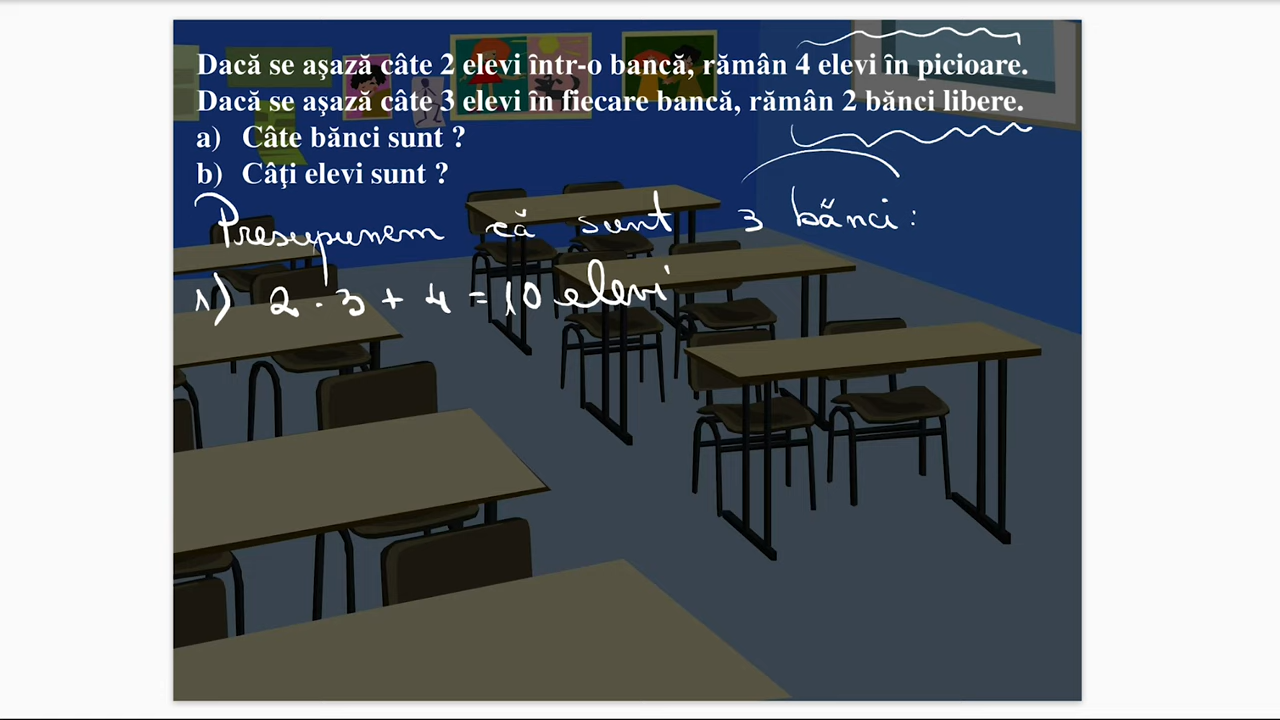 Dacă se aşază câte 2 elevi într-o bancă, rămân 4 elevi în picioare.
Dacă se aşază câte 3 elevi în fiecare bancă, rămân 2 bănci libere.
a) Câte bănci sunt ?
b) Câţi elevi sunt ?
Presupunem că sunt 3 bănci:
1) 2 · 3 + 4 = 10 elevi